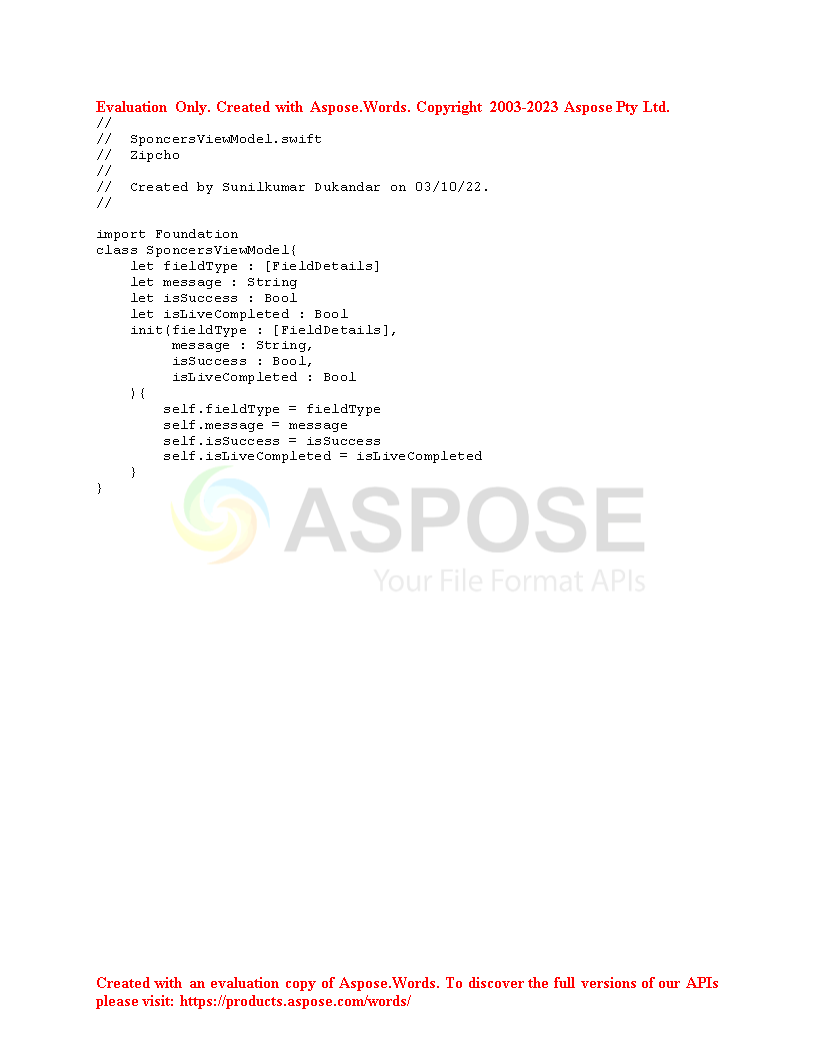 Evaluation Only. Created with Aspose.Words. Copyright 2003-2023 Aspose Pty Ltd.
//
//  SponcersViewModel.swift
//  Zipcho
//
//  Created by Sunilkumar Dukandar on 03/10/22.
//
import Foundation
class SponcersViewModel{
    let fieldType : [FieldDetails]
    let message : String
    let isSuccess : Bool
    let isLiveCompleted : Bool
    init(fieldType : [FieldDetails],
         message : String,
         isSuccess : Bool,
         isLiveCompleted : Bool
    ){
        self.fieldType = fieldType
        self.message = message
        self.isSuccess = isSuccess
        self.isLiveCompleted = isLiveCompleted
    }
}
ASPOSE
Your File Format APIs
Created with an evaluation copy of Aspose.Words. To discover the full versions of our APIs
please visit: https://products.aspose.com/words/